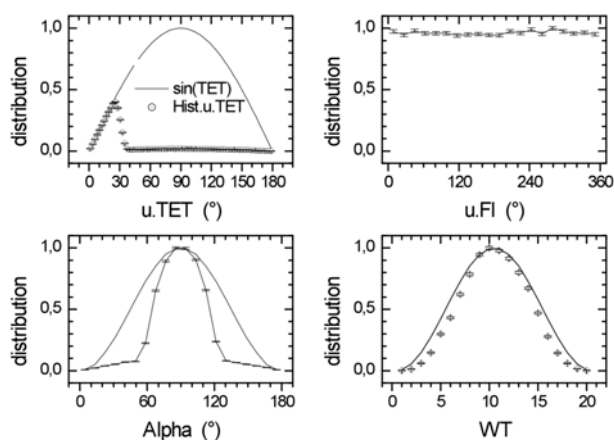 distribution
1,0
0,5
0,0
sin(TET)
Hist.u.TET
0 30 60 90 120 150 180
u.TET (°)
distribution
1,0
0,5
0,0
0 120 240 360
u.FI (°)
distribution
1,0
0,5
0,0
0 60 120 180
Alpha (°)
distribution
1,0
0,5
0,0
0 5 10 15 20
WT